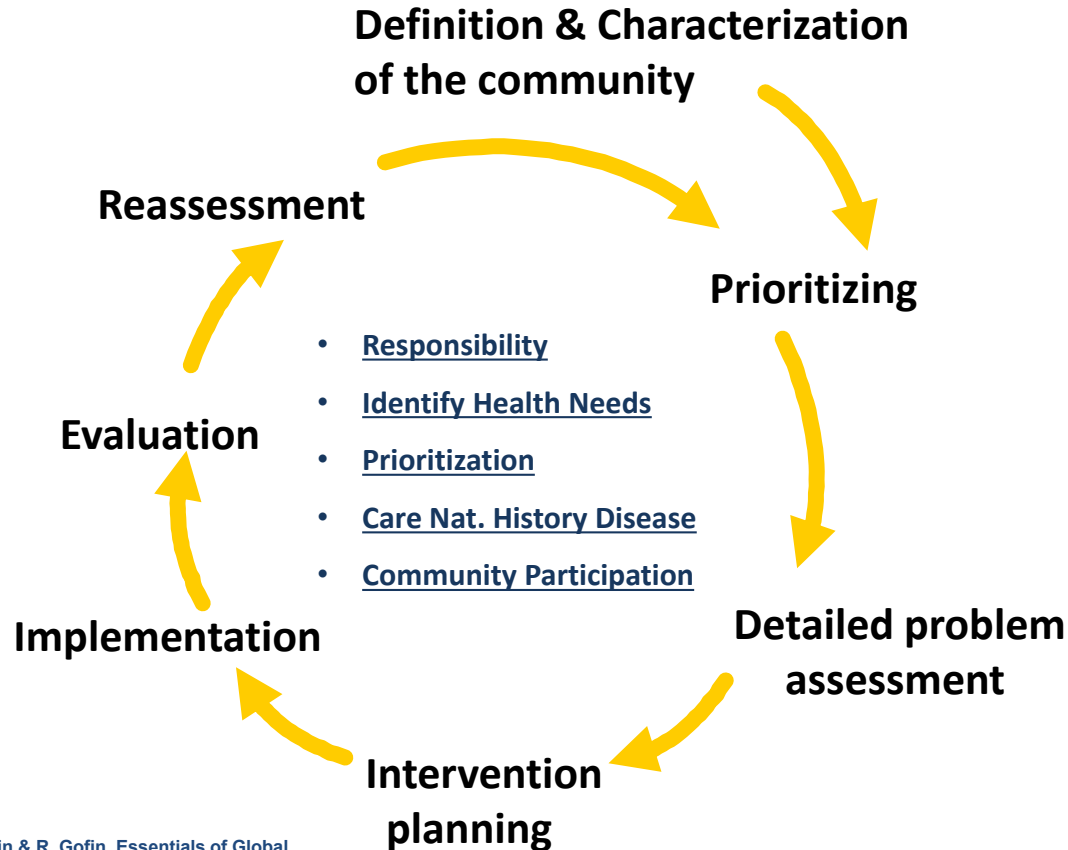 Definition & Characterization
of the community
Reassessment
Prioritizing
• Responsibility
• Identify Health Needs
• Prioritization
• Care Nat. History Disease
• Community Participation
Evaluation
Implementation
Detailed problem
assessment
Intervention
planning
in & R. Gofin. Essentials of Global